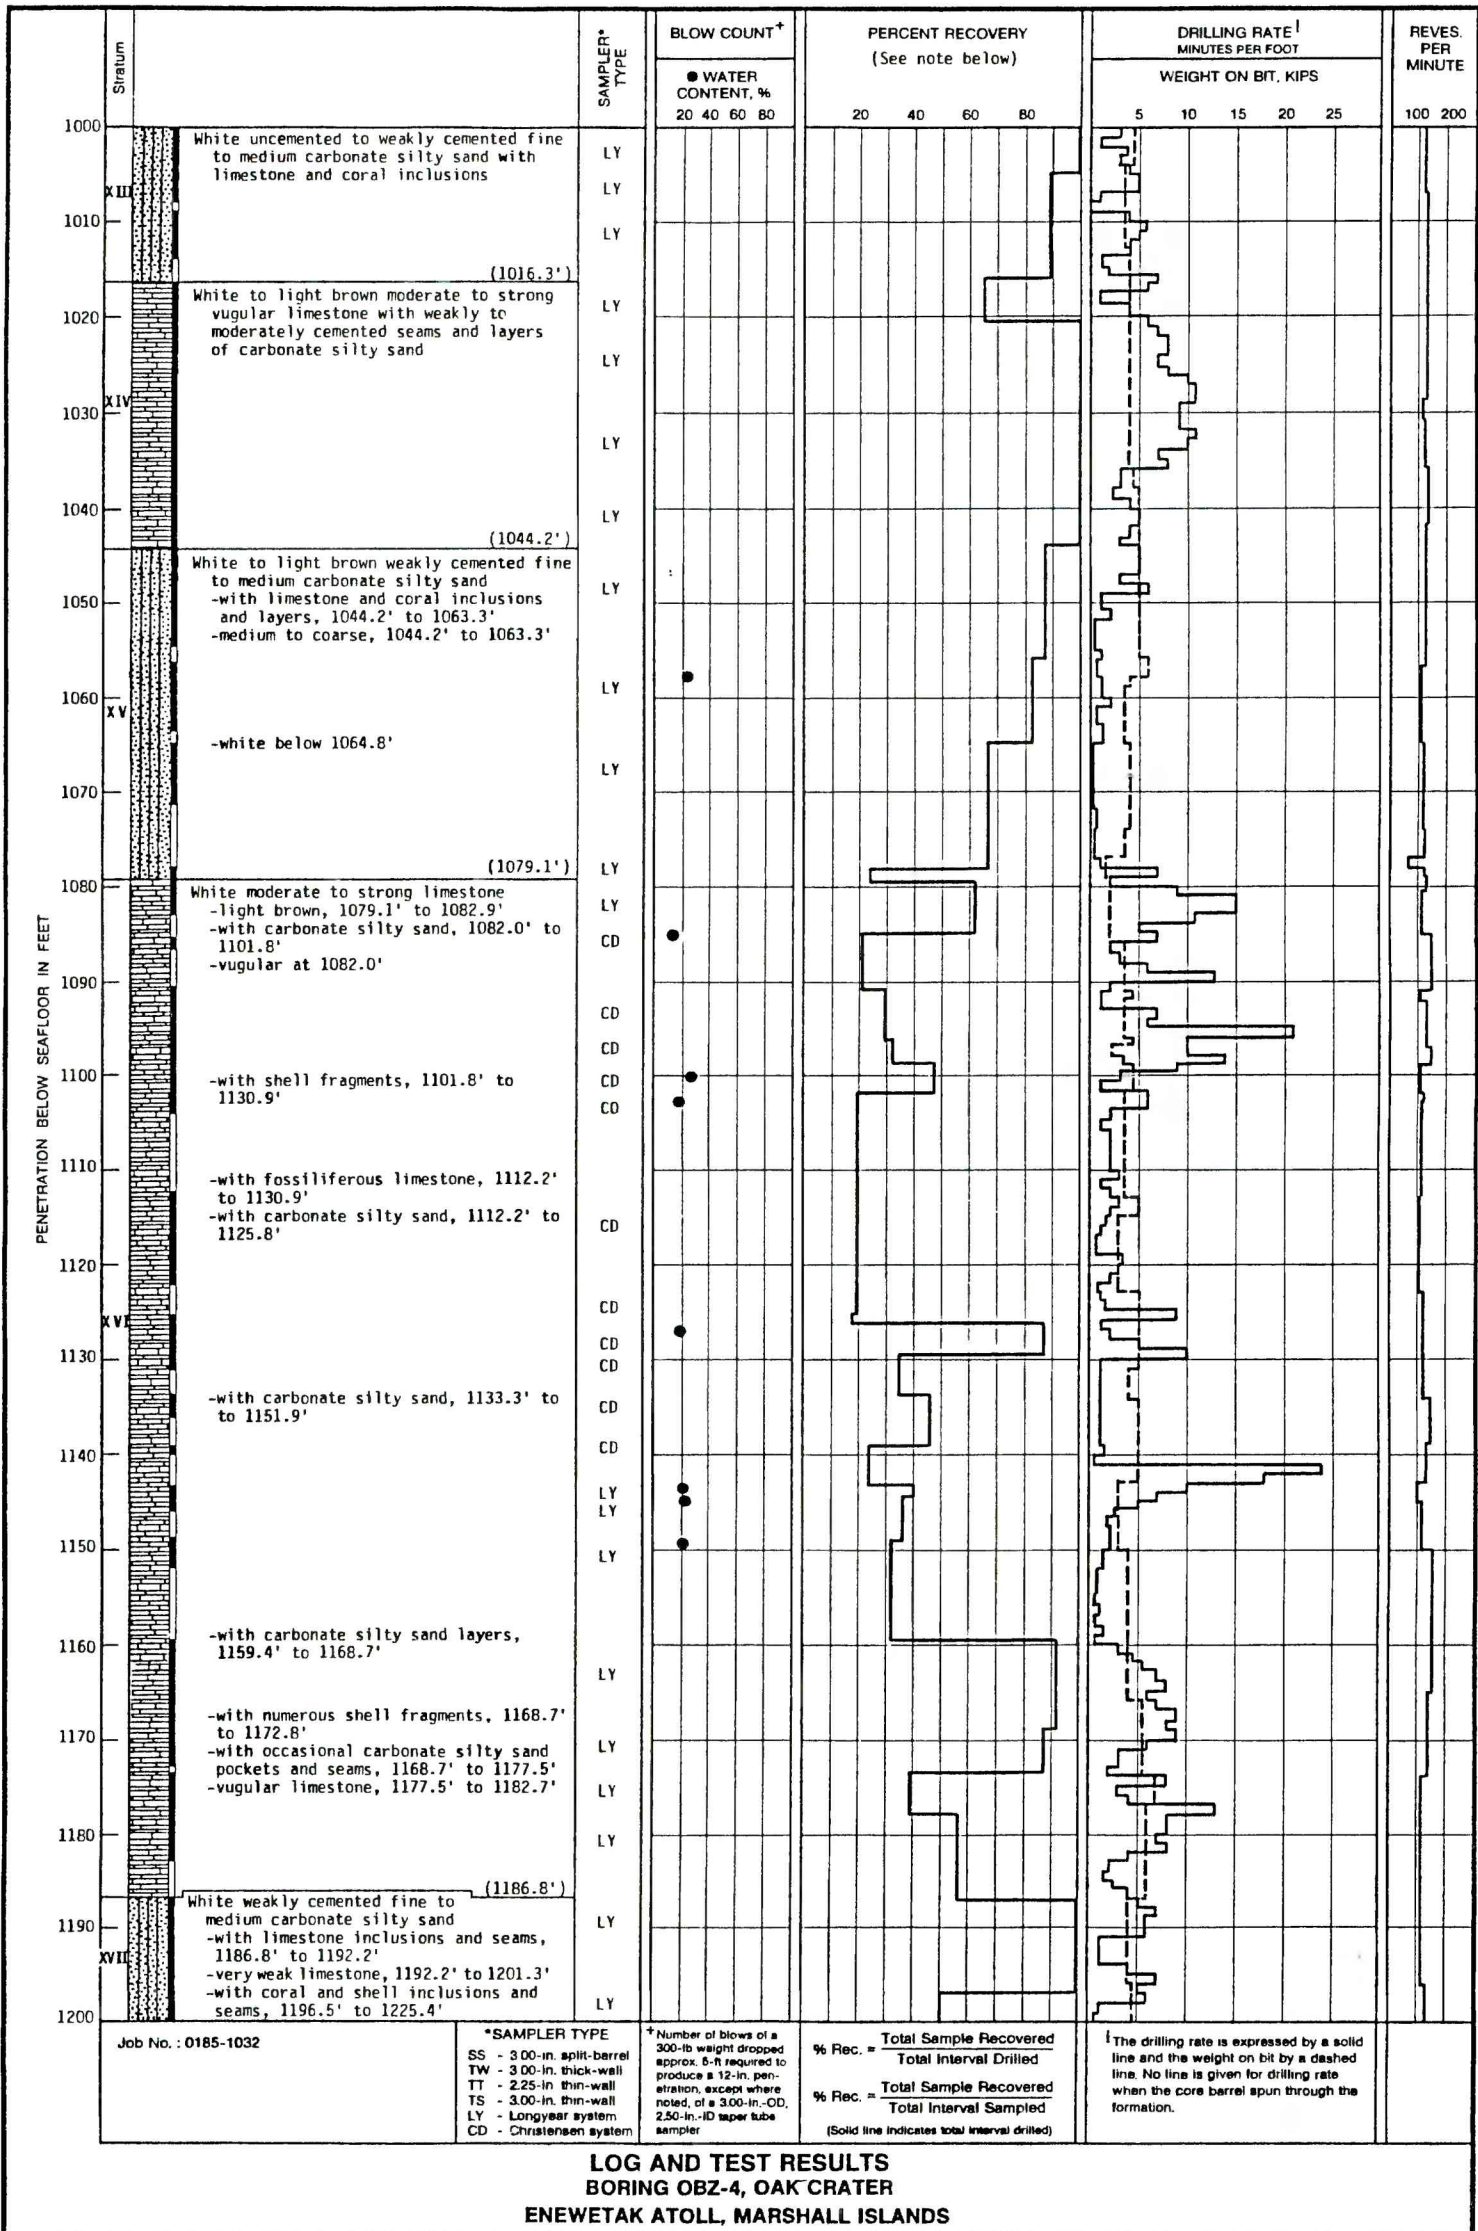 Stratum
SAMPLER*
TYPE
BLOW COUNT+
● WATER
CONTENT, %
20 40 60 80
PERCENT RECOVERY
(See note below)
20 40 60 80
DRILLING RATE !
MINUTES PER FOOT
WEIGHT ON BIT, KIPS
5 10 15 20 25
REVES.
PER
MINUTE
100 200
PENETRATION BELOW SEAFLOOR IN FEET
1000
1010
1020
1030
1040
1050
1060
1070
1080
1090
1100
1110
1120
1130
1140
1150
1160
1170
1180
1190
1200
XIII
XIV
XV
XVI
XVII
White uncemented to weakly cemented fine
to medium carbonate silty sand with
limestone and coral inclusions
(1016.3')
White to light brown moderate to strong
vugular limestone with weakly to
moderately cemented seams and layers
of carbonate silty sand
(1044.2')
White to light brown weakly cemented fine
to medium carbonate silty sand
-with limestone and coral inclusions
and layers, 1044.2' to 1063.3'
-medium to coarse, 1044.2' to 1063.3'
-white below 1064.8'
(1079.1')
White moderate to strong limestone
-light brown, 1079.1' to 1082.9'
-with carbonate silty sand, 1082.0' to
1101.8'
-vugular at 1082.0'
-with shell fragments, 1101.8' to
1130.9'
-with fossiliferous limestone, 1112.2'
to 1130.9'
-with carbonate silty sand, 1112.2' to
1125.8'
-with carbonate silty sand, 1133.3' to
to 1151.9'
-with carbonate silty sand layers,
1159.4' to 1168.7'
-with numerous shell fragments, 1168.7'
to 1172.8'
-with occasional carbonate silty sand
pockets and seams, 1168.7' to 1177.5'
-vugular limestone, 1177.5' to 1182.7'
(1186.8')
White weakly cemented fine to
medium carbonate silty sand
-with limestone inclusions and seams,
1186.8' to 1192.2'
-very weak limestone, 1192.2' to 1201.3'
-with coral and shell inclusions and
seams, 1196.5' to 1225.4'
LY
LY
LY
LY
LY
LY
LY
LY
LY
LY
LY
LY
CD
CD
CD
CD
CD
CD
CD
CD
CD
CD
CD
LY
LY
LY
LY
LY
LY
LY
LY
LY
Job No. : 0185-1032
*SAMPLER TYPE
SS - 3.00-in. split-barrel
TW - 3.00-in. thick-wall
TT - 2.25-in thin-wall
TS - 3.00-in. thin-wall
LY - Longyear system
CD - Christensen system
+Number of blows of a
300-lb weight dropped
approx. 5-ft required to
produce a 12-in. pen-
etration, except where
noted, of a 3.00-in.-OD,
2.50-in.-ID taper tube
sampler
% Rec. = Total Sample Recovered
Total Interval Drilled
% Rec. = Total Sample Recovered
Total Interval Sampled
(Solid line indicates total interval drilled)
! The drilling rate is expressed by a solid
line and the weight on bit by a dashed
line. No line is given for drilling rate
when the core barrel spun through the
formation.
LOG AND TEST RESULTS
BORING OBZ-4, OAK CRATER
ENEWETAK ATOLL, MARSHALL ISLANDS